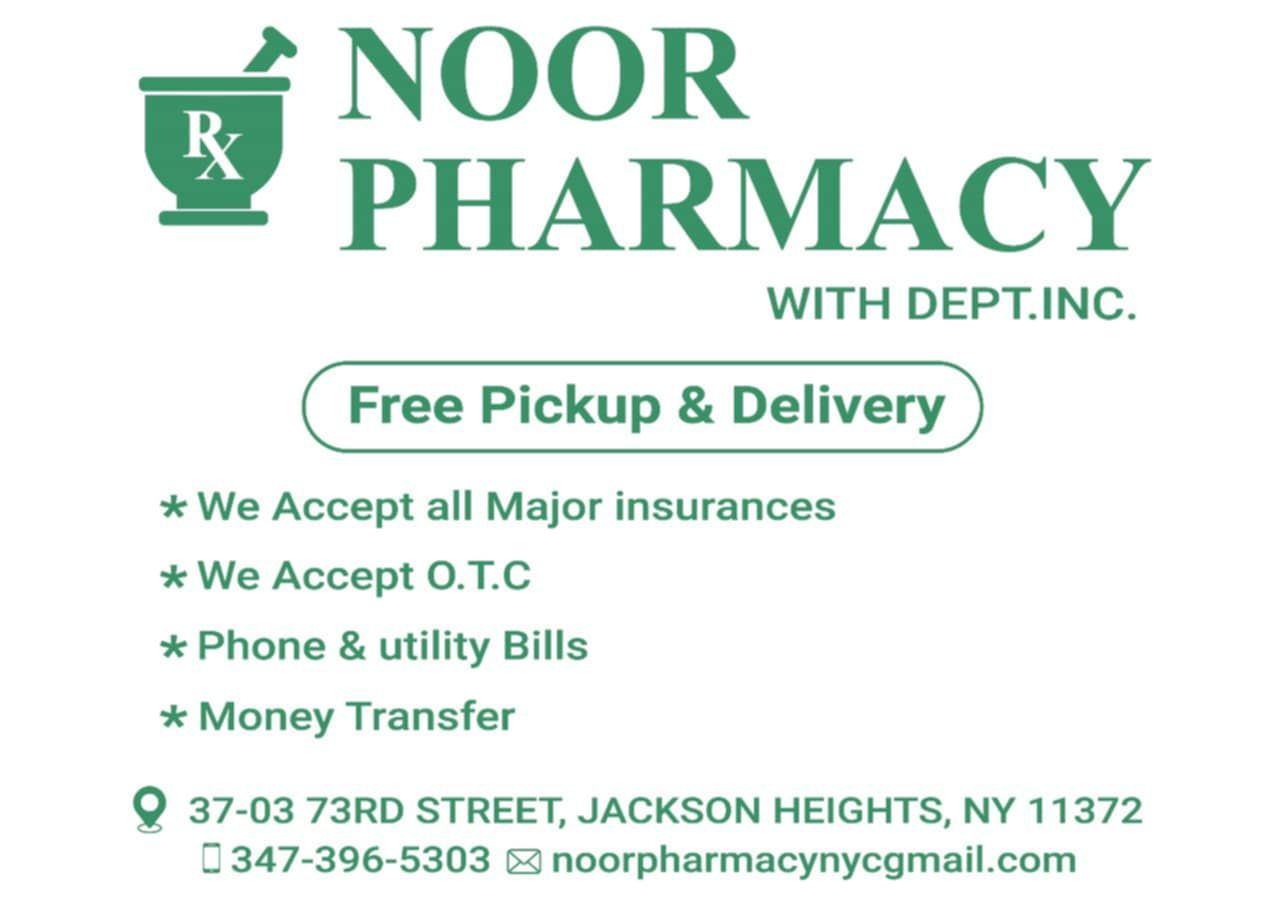 Rx
NOOR
PHARMACY
WITH DEPT.INC.
Free Pickup & Delivery
* We Accept all Major insurances
* We Accept O.T.C
* Phone & utility Bills
* Money Transfer
37-03 73RD STREET, JACKSON HEIGHTS, NY 11372
347-396-5303 noorpharmacynycgmail.com